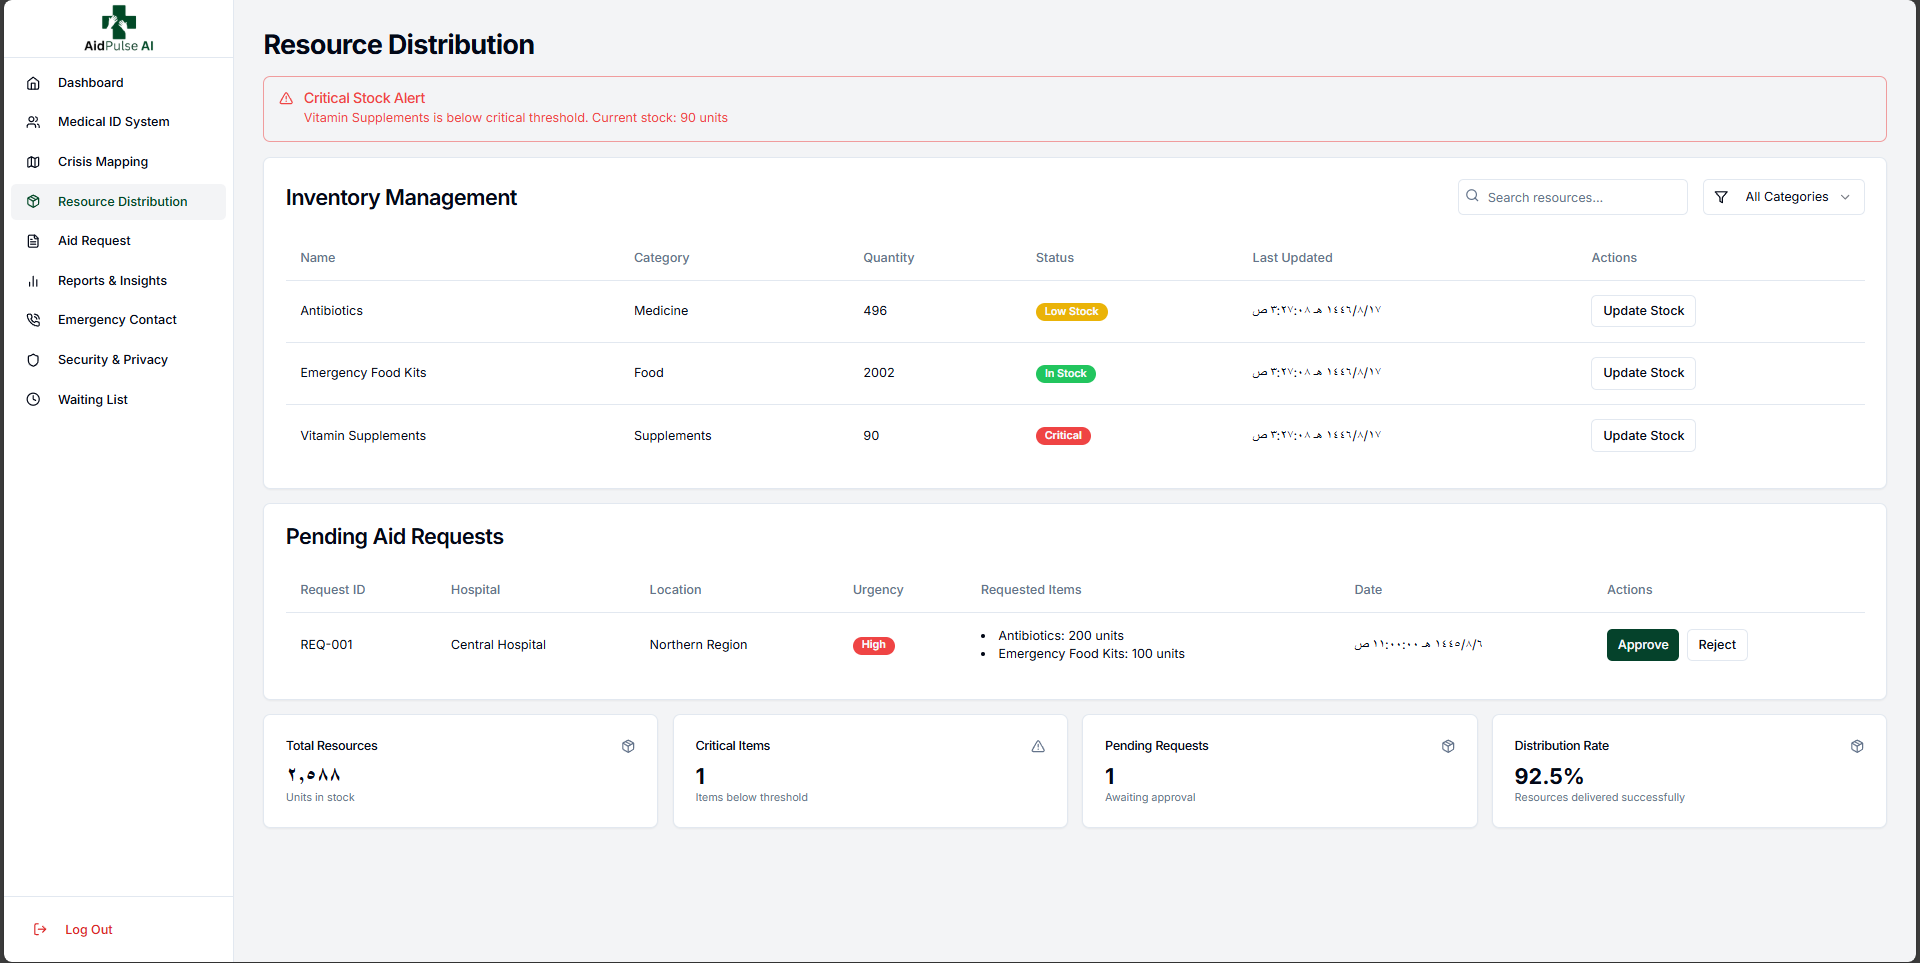 AidPulse AI
Dashboard
Medical ID System
Crisis Mapping
Resource Distribution
Aid Request
Reports & Insights
Emergency Contact
Security & Privacy
Waiting List
Log Out
Resource Distribution
Critical Stock Alert
Vitamin Supplements is below critical threshold. Current stock: 90 units
Inventory Management
Search resources...
All Categories
Name Category Quantity Status Last Updated Actions
Antibiotics Medicine 496 Low Stock ١٧‏/٨‏/١٤٤٦ هـ ٣:٢٧:٠٨ ص Update Stock
Emergency Food Kits Food 2002 In Stock ١٧‏/٨‏/١٤٤٦ هـ ٣:٢٧:٠٨ ص Update Stock
Vitamin Supplements Supplements 90 Critical ١٧‏/٨‏/١٤٤٦ هـ ٣:٢٧:٠٨ ص Update Stock
Pending Aid Requests
Request ID Hospital Location Urgency Requested Items Date Actions
REQ-001 Central Hospital Northern Region High
• Antibiotics: 200 units
• Emergency Food Kits: 100 units
٦‏/٨‏/١٤٤٥ هـ ١١:٠٠:٠٠ ص
Approve Reject
Total Resources
٢,٥٨٨
Units in stock
Critical Items
1
Items below threshold
Pending Requests
1
Awaiting approval
Distribution Rate
92.5%
Resources delivered successfully